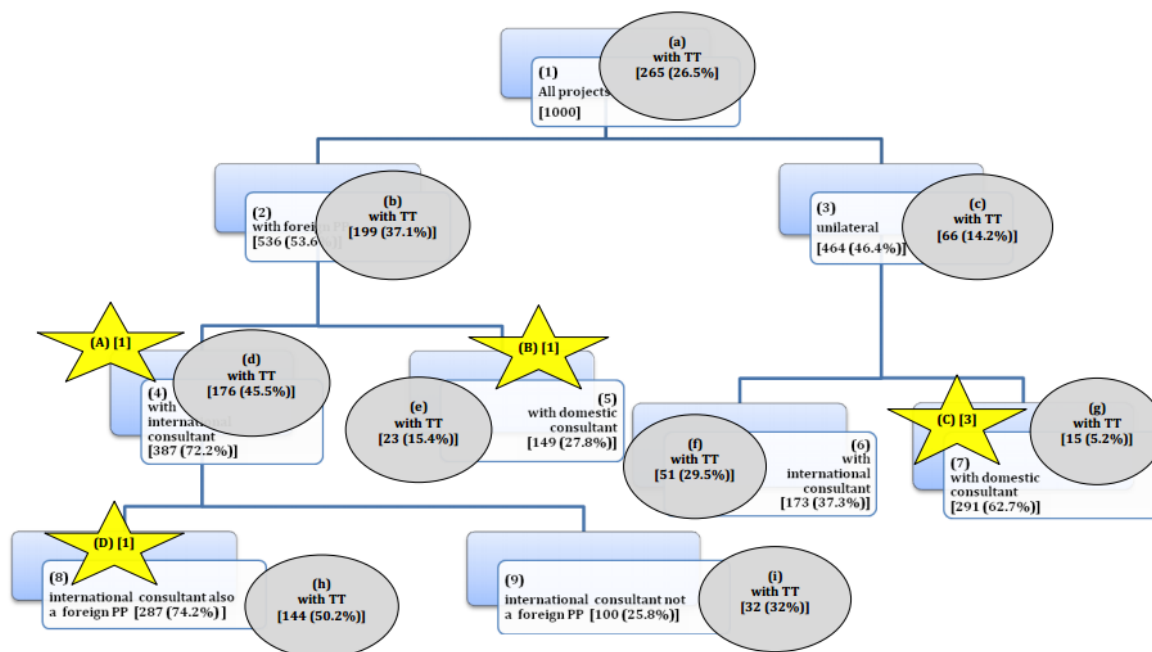 (a)
with TT
[265 (26.5%]
(1)
All projects
[1000]
(b)
with TT
[199 (37.1%)]
(2)
with foreign PP
[536 (53.6%)]
(c)
with TT
[66 (14.2%)]
(3)
unilateral
[464 (46.4%)]
(A) [1]
(d)
with TT
[176 (45.5%)]
(4)
with
international
consultant
[387 (72.2%)]
(B) [1]
(e)
with TT
[23 (15.4%)]
(5)
with domestic
consultant
[149 (27.8%)]
(f)
with TT
[51 (29.5%)]
(6)
with
international
consultant
[173 (37.3%)]
(C) [3]
(g)
with TT
[15 (5.2%)]
(7)
with domestic
consultant
[291 (62.7%)]
(D) [1]
(8)
international consultant also
a foreign PP [287 (74.2%)]
(h)
with TT
[144 (50.2%)]
(9)
international consultant not
a foreign PP [100 (25.8%)]
(i)
with TT
[32 (32%)]